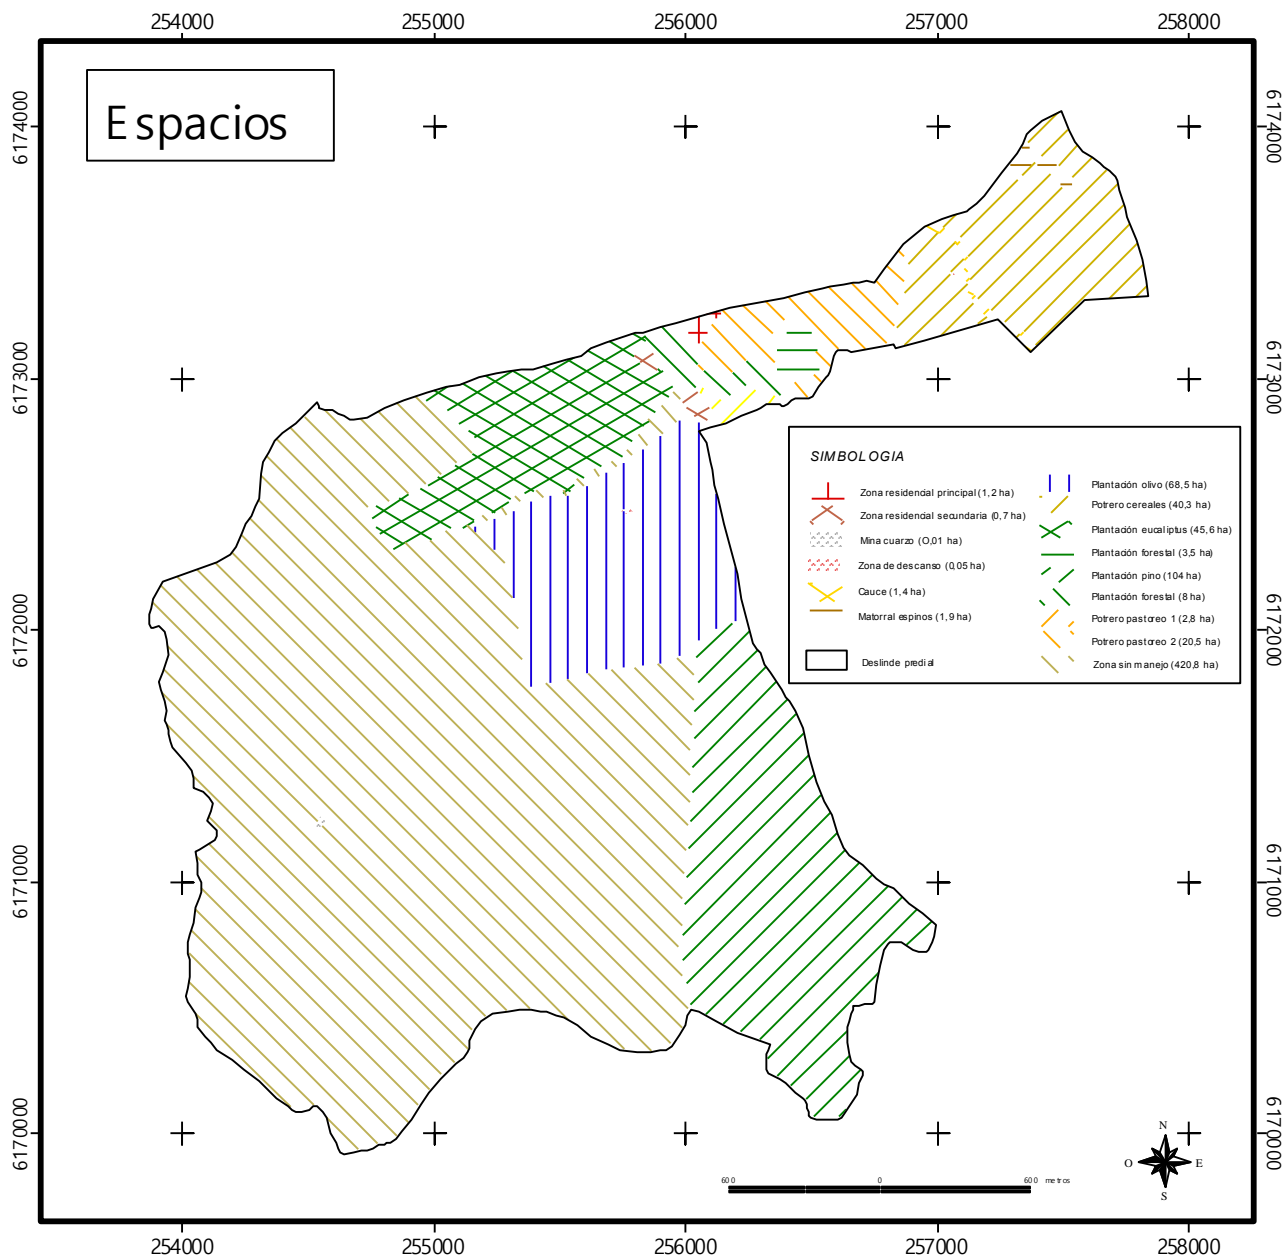 254000 255000 256000 257000 258000
Espacios
6174000 6174000
6173000 6173000
SIMBOLOGIA
Zona residencial principal (1,2 ha)
Zona residencial secundaria (0,7 ha)
Mina cuarzo (0,01 ha)
Zona de descanso (0,05 ha)
Cauce (1,4 ha)
Matorral espinos (1,9 ha)
Deslinde predial
Plantación olivo (68,5 ha)
Potrero cereales (40,3 ha)
Plantación eucaliptus (45,6 ha)
Plantación forestal (3,5 ha)
Plantación pino (104 ha)
Plantación forestal (8 ha)
Potrero pastoreo 1 (2,8 ha)
Potrero pastoreo 2 (20,5 ha)
Zona sin manejo (420,8 ha)
6172000 6172000
6171000 6171000
6170000 6170000
N
O E
S
600 0 600 metros
254000 255000 256000 257000 258000